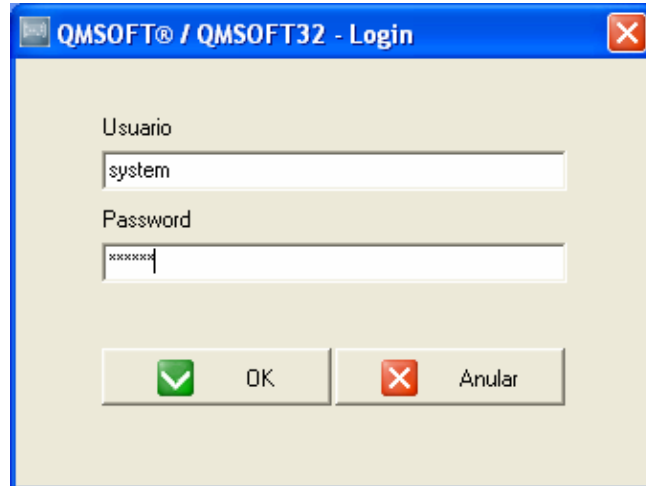 QMSOFT® / QMSOFT32 - Login
Usuario
system
Password
******
OK Anular